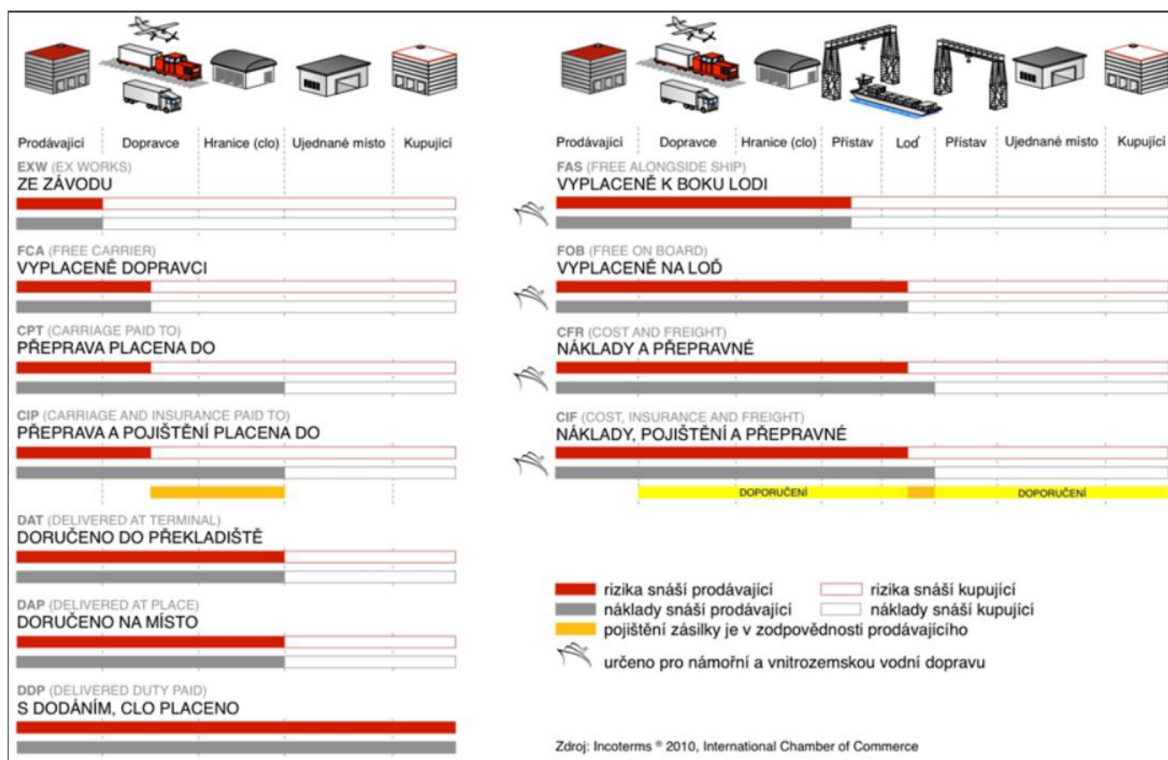 Prodávající Dopravce Hranice (clo) Ujednané místo Kupující
EXW (EX WORKS)
ZE ZÁVODU
FCA (FREE CARRIER)
VYPLACENĚ DOPRAVCI
CPT (CARRIAGE PAID TO)
PŘEPRAVA PLACENA DO
CIP (CARRIAGE AND INSURANCE PAID TO)
PŘEPRAVA A POJIŠTĚNÍ PLACENA DO
DAT (DELIVERED AT TERMINAL)
DORUČENO DO PŘEKLADIŠTĚ
DAP (DELIVERED AT PLACE)
DORUČENO NA MÍSTO
DDP (DELIVERED DUTY PAID)
S DODÁNÍM, CLO PLACENO
Prodávající Dopravce Hranice (clo) Přístav Loď Přístav Ujednané místo Kupující
FAS (FREE ALONGSIDE SHIP)
VYPLACENĚ K BOKU LODI
FOB (FREE ON BOARD)
VYPLACENĚ NA LOĎ
CFR (COST AND FREIGHT)
NÁKLADY A PŘEPRAVNÉ
CIF (COST, INSURANCE AND FREIGHT)
NÁKLADY, POJIŠTĚNÍ A PŘEPRAVNÉ
DOPORUČENÍ DOPORUČENÍ
rizika snáší prodávající rizika snáší kupující
náklady snáší prodávající náklady snáší kupující
pojištění zásilky je v zodpovědnosti prodávajícího
určeno pro námořní a vnitrozemskou vodní dopravu
Zdroj: Incoterms ® 2010, International Chamber of Commerce